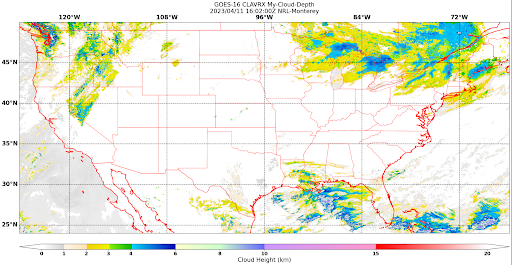 GOES-16 CLAVRX My-Cloud-Depth
2023/04/11 16:02:00Z NRL-Monterey
120°W 108°W 96°W 84°W 72°W
45°N
40°N
35°N
30°N
25°N
0 1 2 3 4 6 8 10 15 20
Cloud Height (km)